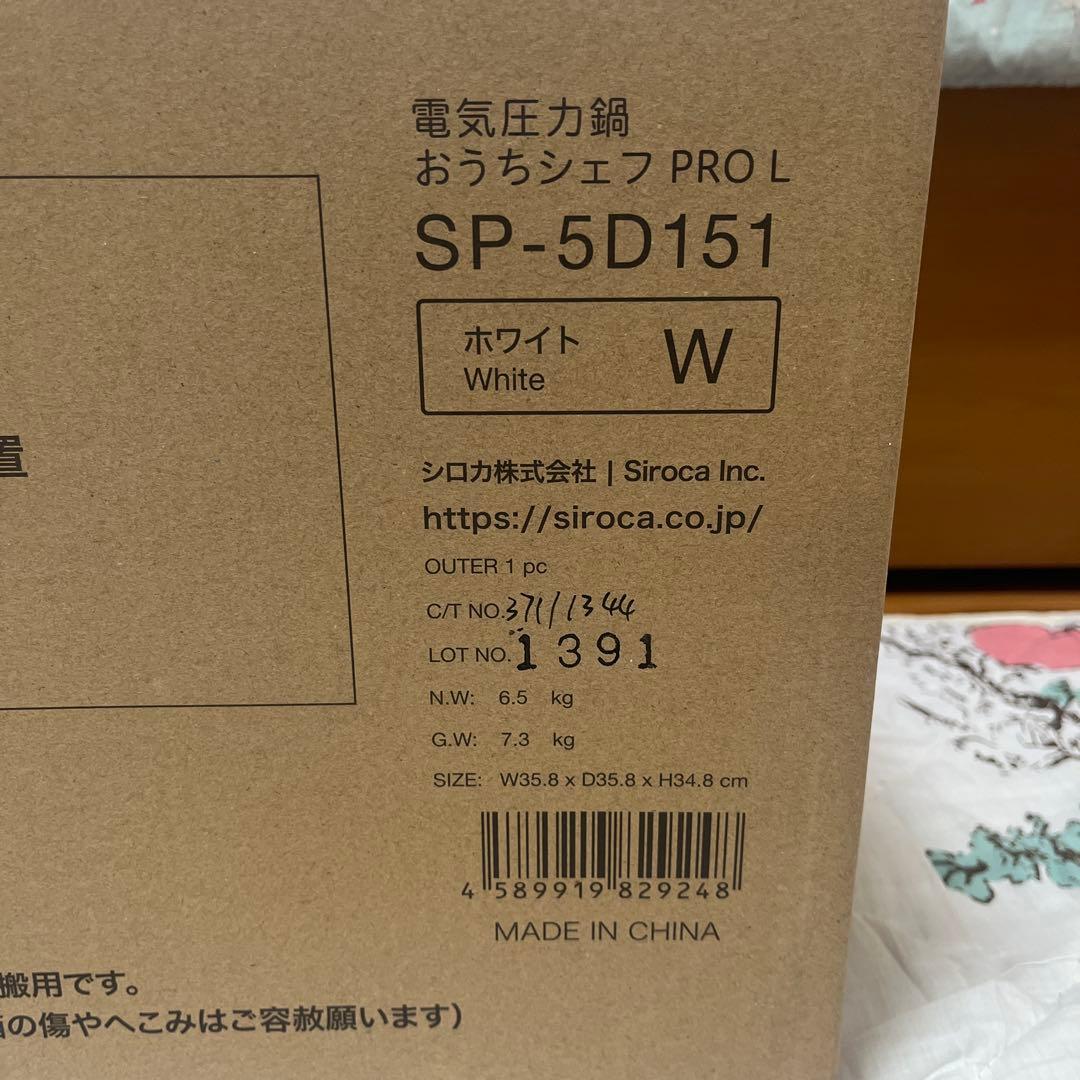 電気圧力鍋
おうちシェフ PRO L
SP-5D151
ホワイト
White
W
置
シロカ株式会社 | Siroca Inc.
https://siroca.co.jp/
OUTER 1 pc
C/T NO.371/1344
LOT NO. 1391
N.W: 6.5 kg
G.W: 7.3 kg
SIZE: W35.8 x D35.8 x H34.8 cm
4 589919 829248
MADE IN CHINA
搬用です。
の傷やへこみはご容赦願います)